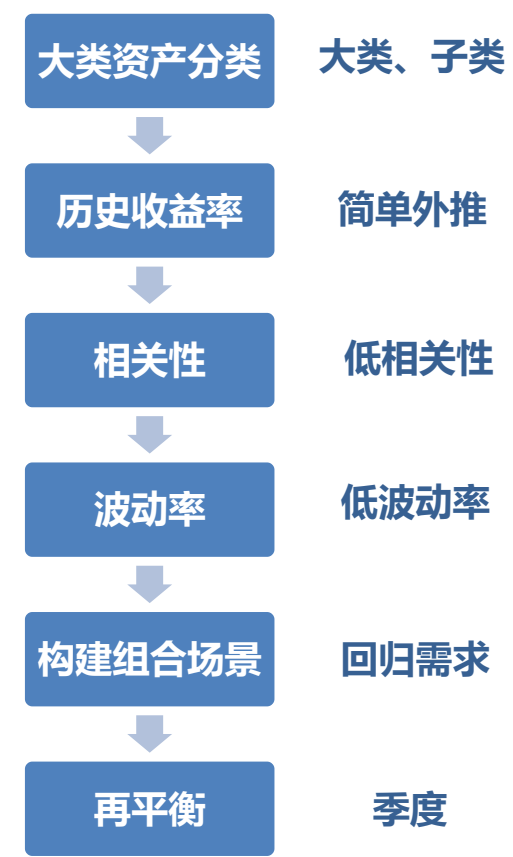 大类资产分类
大类、子类
历史收益率
简单外推
相关性
低相关性
波动率
低波动率
构建组合场景
回归需求
再平衡
季度